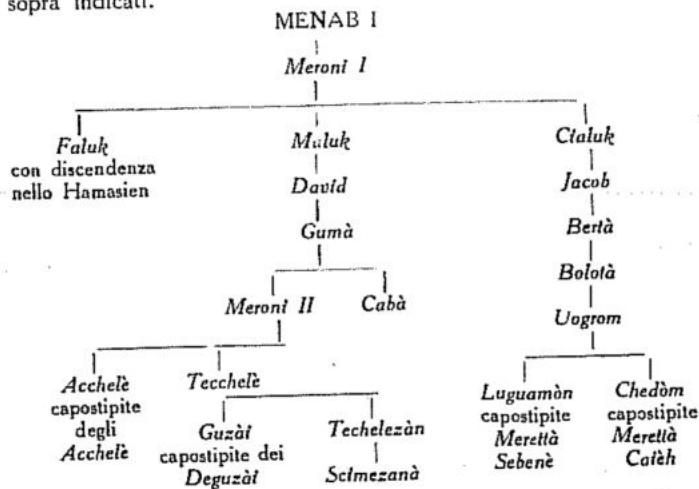 sopra indicati.
MENAB I
Meroni I
Faluk
con discendenza
nello Hamasien
Maluk
Cialuk
David
Jacob
Gumà
Bertà
Bolotà
Meroni II
Cabà
Uogrom
Acchelè
capostipite
degli
Acchelè
Tecchelè
Guzài
capostipite dei
Deguzài
Techelezàn
Scimezanà
Luguamòn
capostipite
Merettà
Sebenè
Chedòm
capostipite
Merettà
Caièh